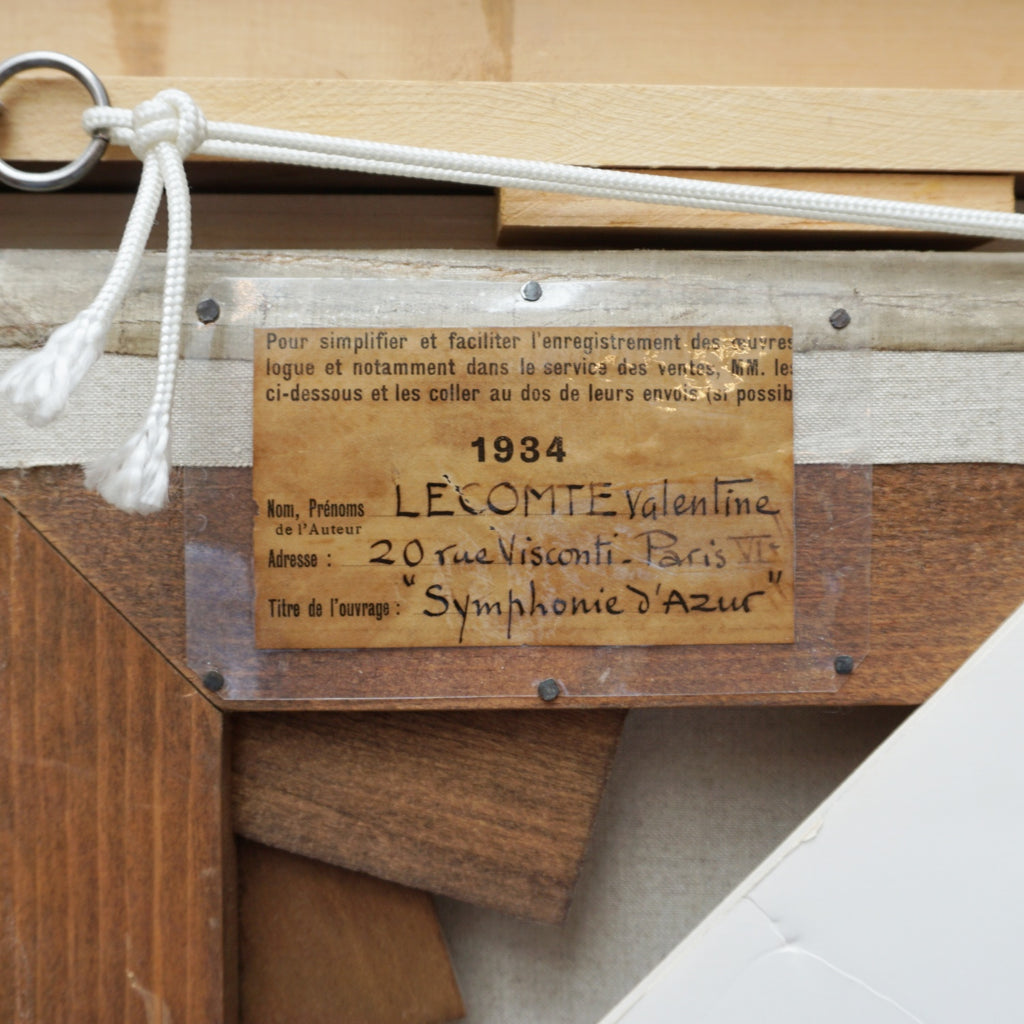 Pour simplifier et faciliter l'enregistrement des œuvres
logue et notamment dans le service des ventes, MM. les
ci-dessous et les coller au dos de leurs envois (si possib
1934
Nom, Prénoms LECOMTE Valentine
de l'Auteur
Adresse : 20 rue Visconti - Paris VIe
Titre de l'ouvrage : "Symphonie d'Azur"